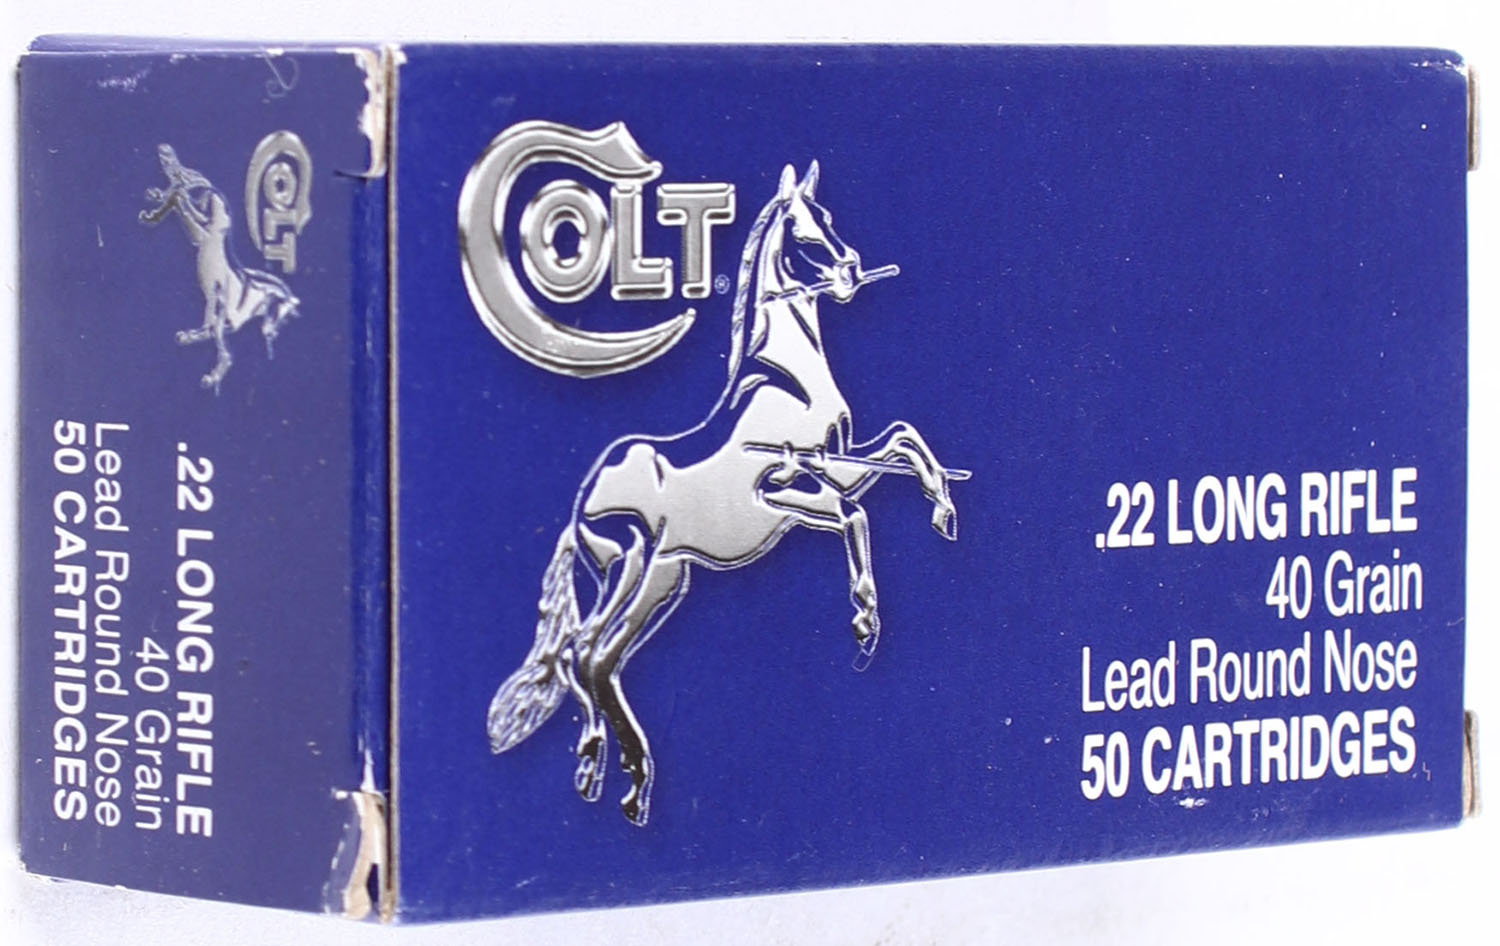 COLT®
.22 LONG RIFLE
40 Grain
Lead Round Nose
50 CARTRIDGES
COLT
.22 LONG RIFLE
40 Grain
Lead Round Nose
50 CARTRIDGES